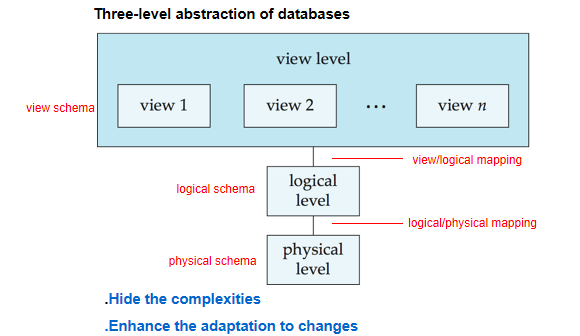 Three-level abstraction of databases
view level
view schema
view 1
view 2
...
view n
view/logical mapping
logical schema
logical
level
logical/physical mapping
physical schema
physical
level
.Hide the complexities
.Enhance the adaptation to changes